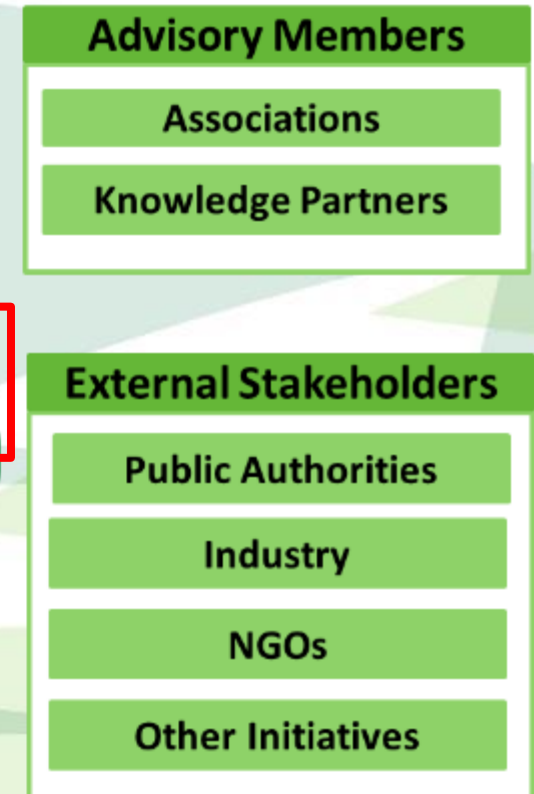 Advisory Members
Associations
Knowledge Partners
External Stakeholders
Public Authorities
Industry
NGOs
Other Initiatives